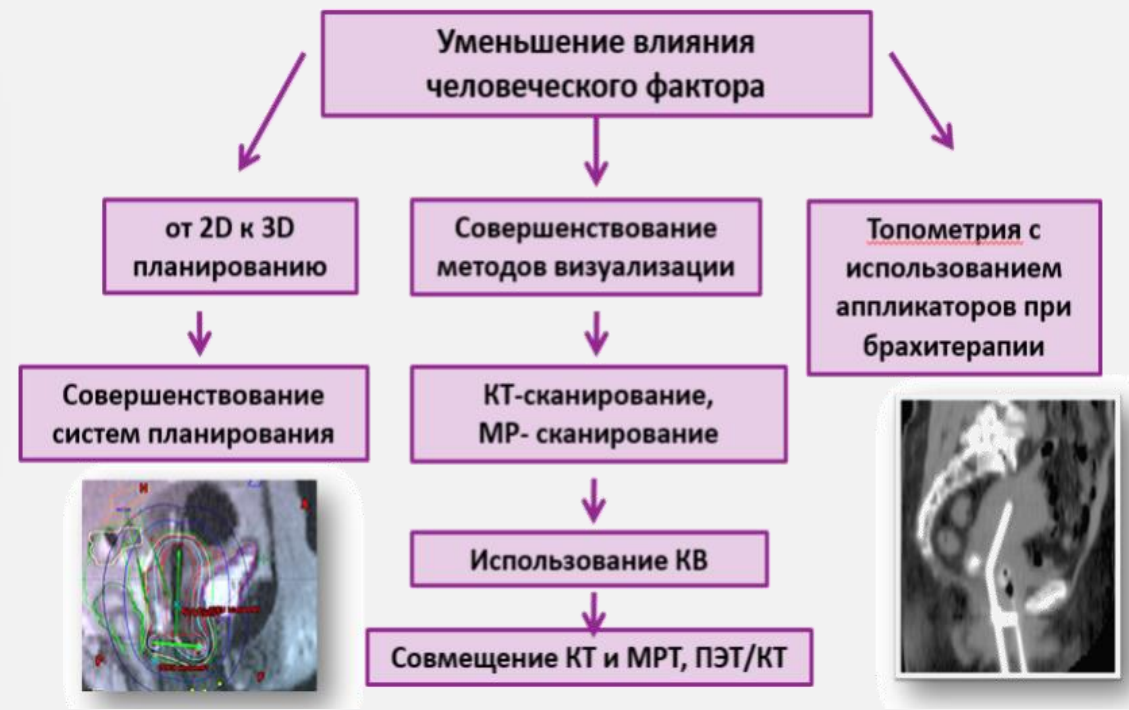 Уменьшение влияния
человеческого фактора
от 2D к 3D
планированию
Совершенствование
методов визуализации
Топометрия с
использованием
аппликаторов при
брахитерапии
Совершенствование
систем планирования
КТ-сканирование,
МР- сканирование
Использование КВ
Совмещение КТ и МРТ, ПЭТ/КТ